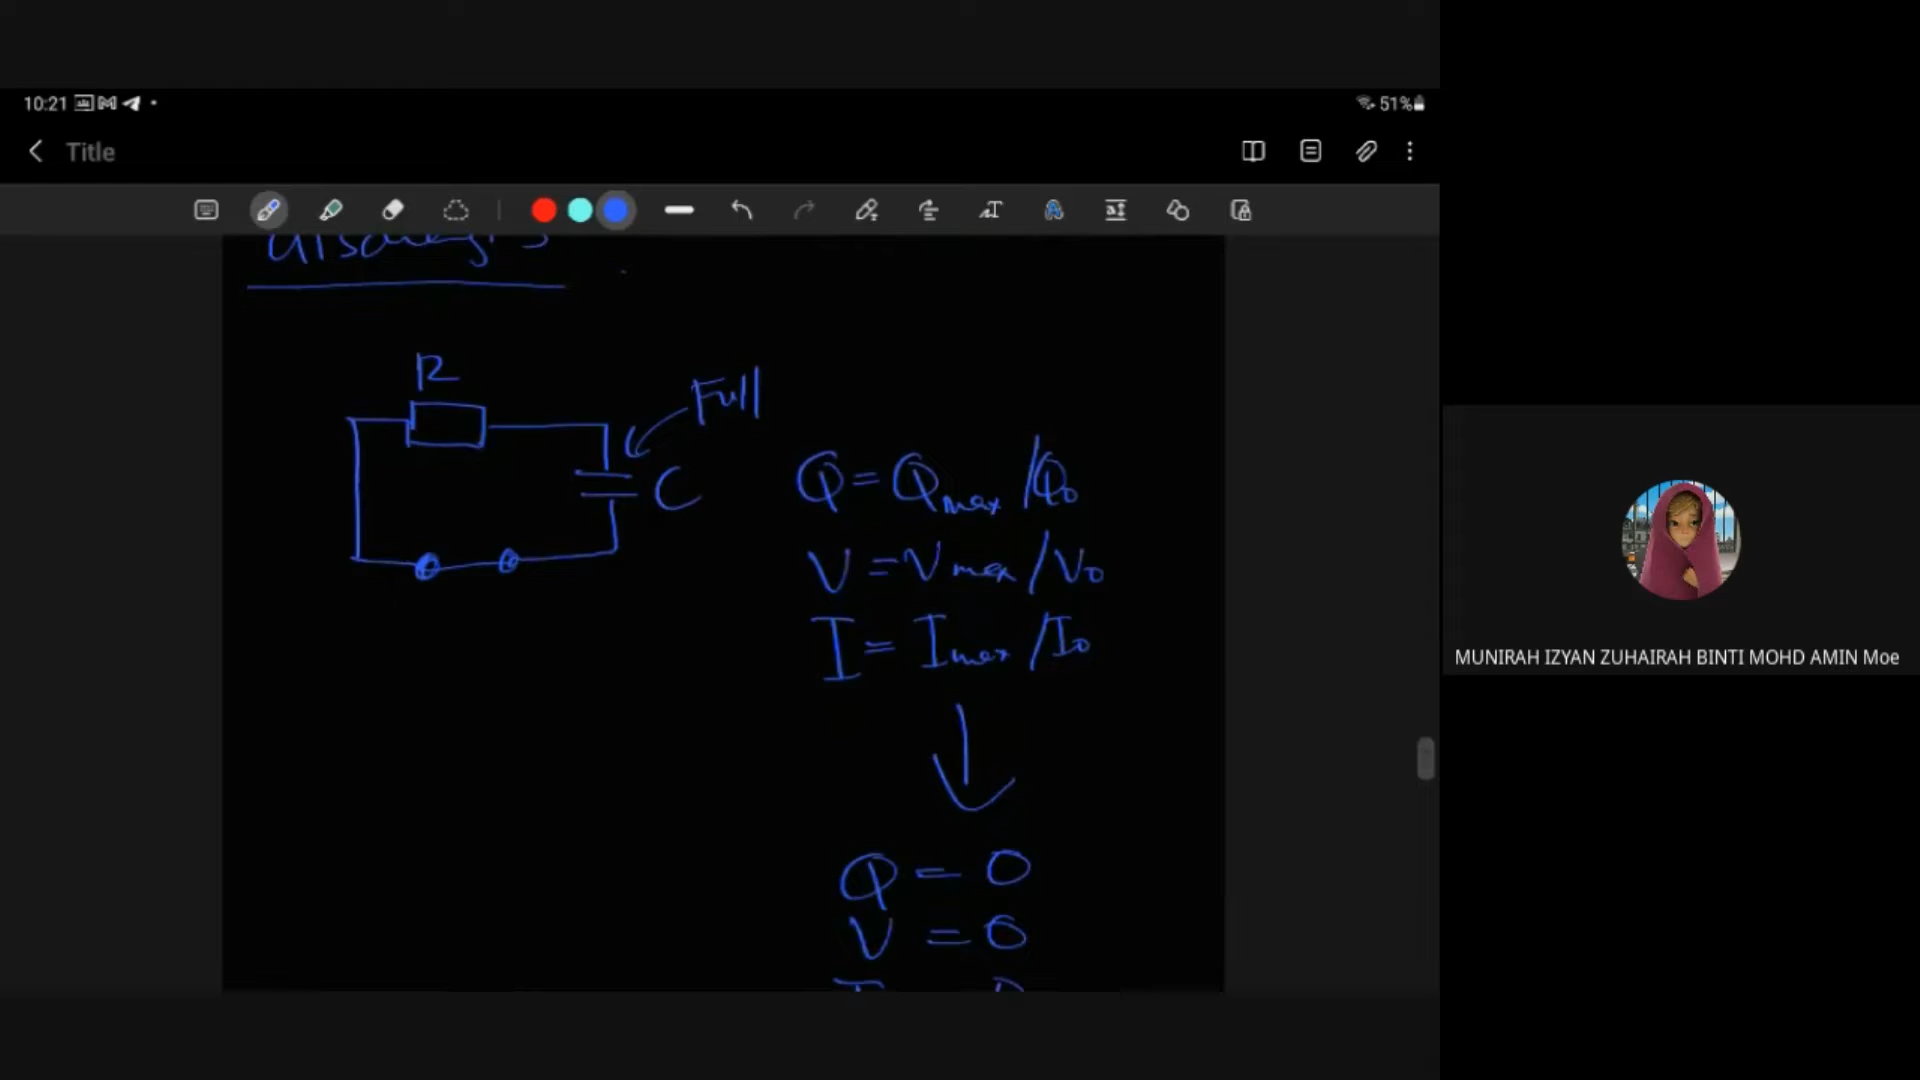 10:21 51%
Title
R
Full
C
Q = Qmax /Q0
V = Vmax /V0
I = Imax /I0
Q = 0
V = 0
MUNIRAH IZYAN ZUHAIRAH BINTI MOHD AMIN Moe